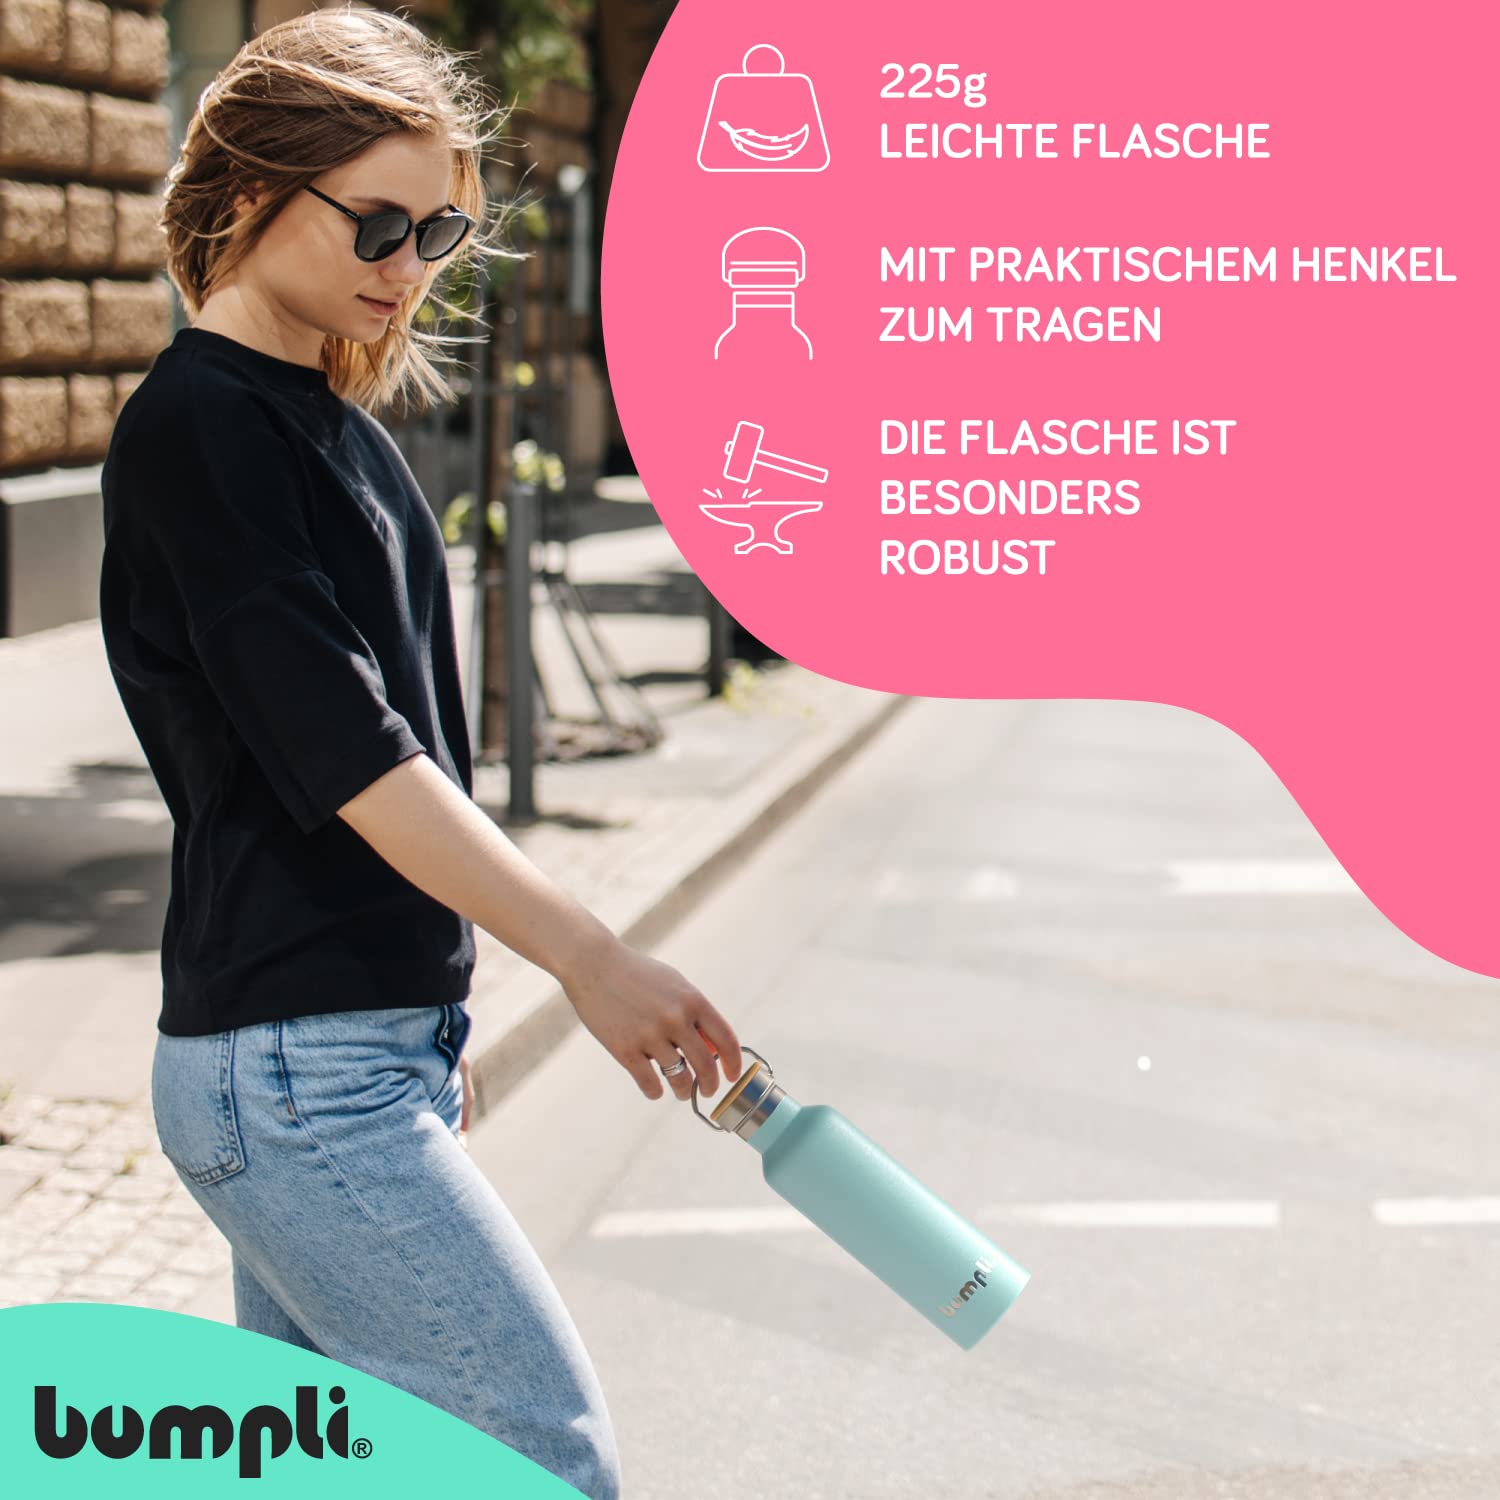 225g
LEICHTE FLASCHE
MIT PRAKTISCHEM HENKEL
ZUM TRAGEN
DIE FLASCHE IST
BESONDERS
ROBUST
bumpli
bumpli®